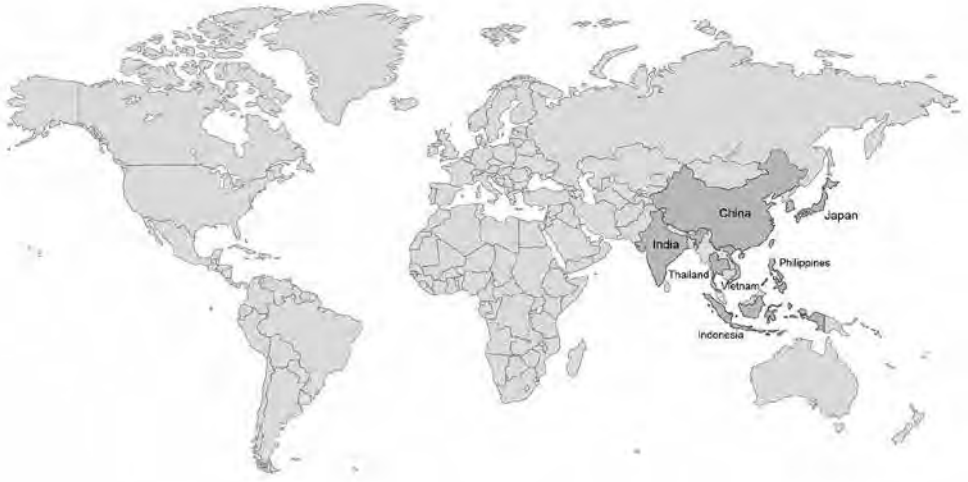 China
Japan
India
Philippines
Thailand
Vietnam
Indonesia